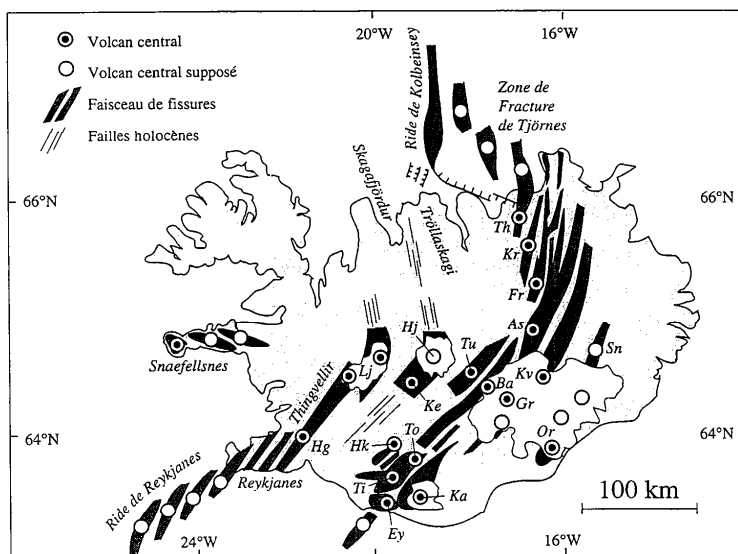 20°W
16°W
Volcan central
Volcan central supposé
Faisceau de fissures
Failles holocènes
Ride de Kolbeinsey
Zone de
Fracture
de Tjörnes
66°N
66°N
Skagafjördur
Tröllaskagi
Th
Kr
Fr
As
Hj
Tu
Sn
Snaefellsnes
Lj
Thingvellir
Ke
Ba
Kv
Gr
64°N
64°N
Hg
Hk
To
Or
Reykjanes
Ride de Reykjanes
Ti
Ka
Ey
100 km
24°W
20°W
16°W